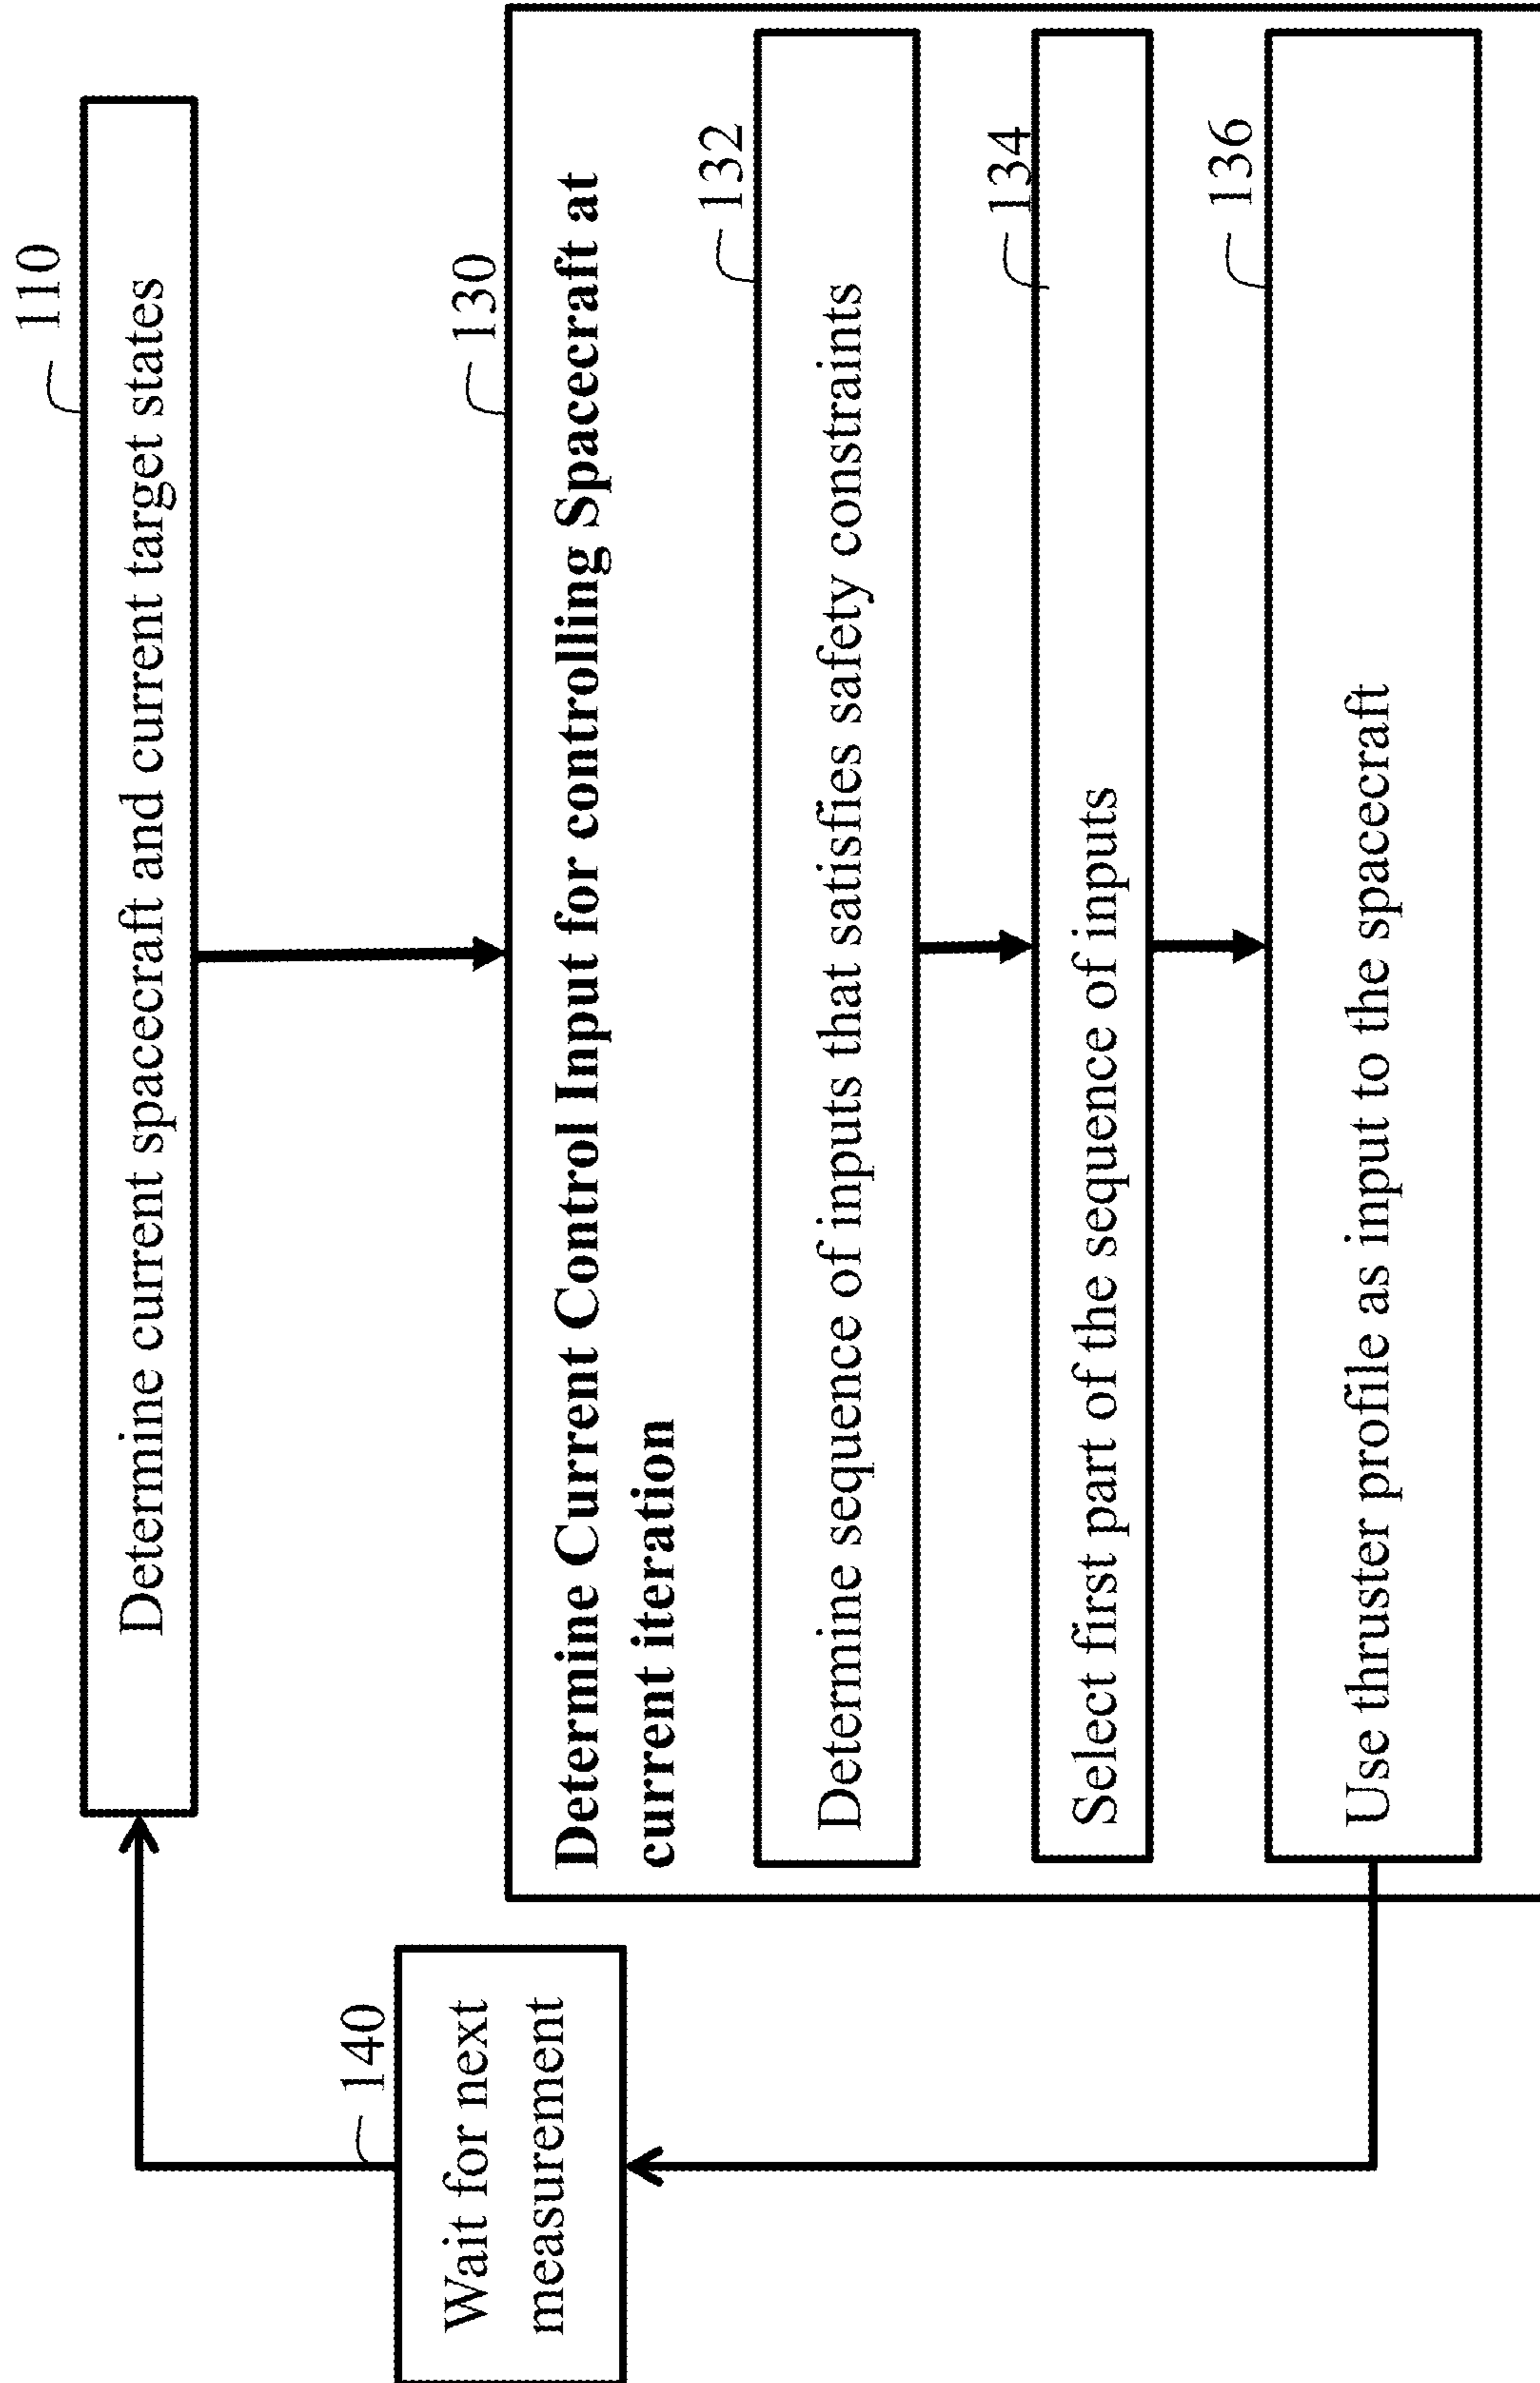 110
Determine current spacecraft and current target states
130
Determine Current Control Input for controlling Spacecraft at
current iteration
132
Determine sequence of inputs that satisfies safety constraints
134
Select first part of the sequence of inputs
136
Use thruster profile as input to the spacecraft
140
Wait for next
measurement